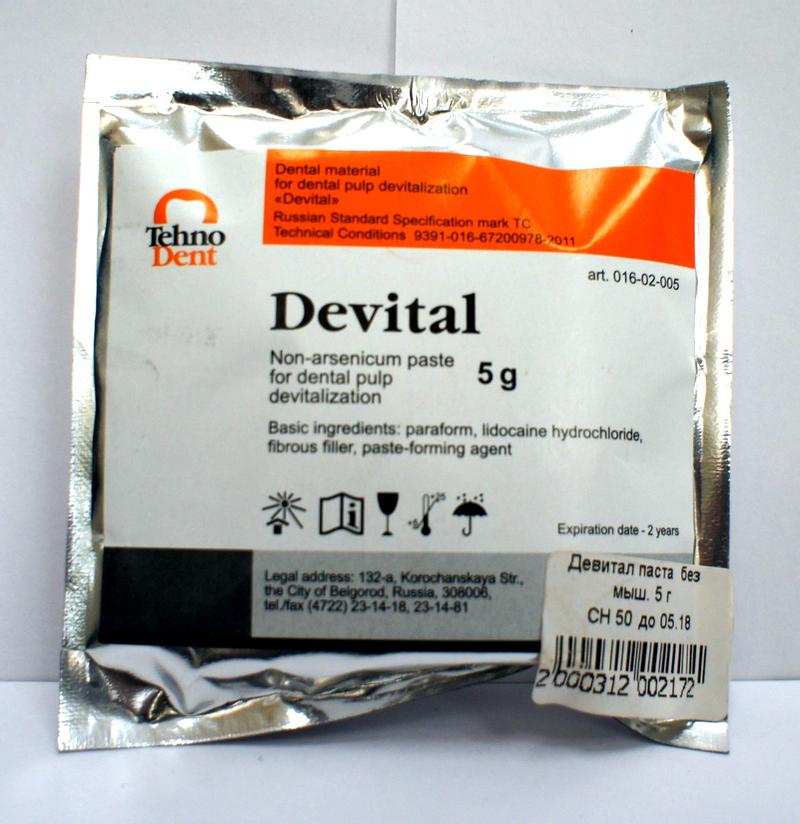 Tehno
Dent
Dental material
for dental pulp devitalization
«Devital»
Russian Standard Specification mark TC
Technical Conditions 9391-016-67200978-2011
art. 016-02-005
Devital
Non-arsenicum paste
for dental pulp
devitalization
5 g
Basic ingredients: paraform, lidocaine hydrochloride,
fibrous filler, paste-forming agent
i
+5
+25
Expiration date - 2 years
Legal address: 132-a, Korochanskaya Str.,
the City of Belgorod, Russia, 308006,
tel./fax (4722) 23-14-18, 23-14-81
Девитал паста без
мыш. 5 г
СН 50 до 05.18
2 000312 002172